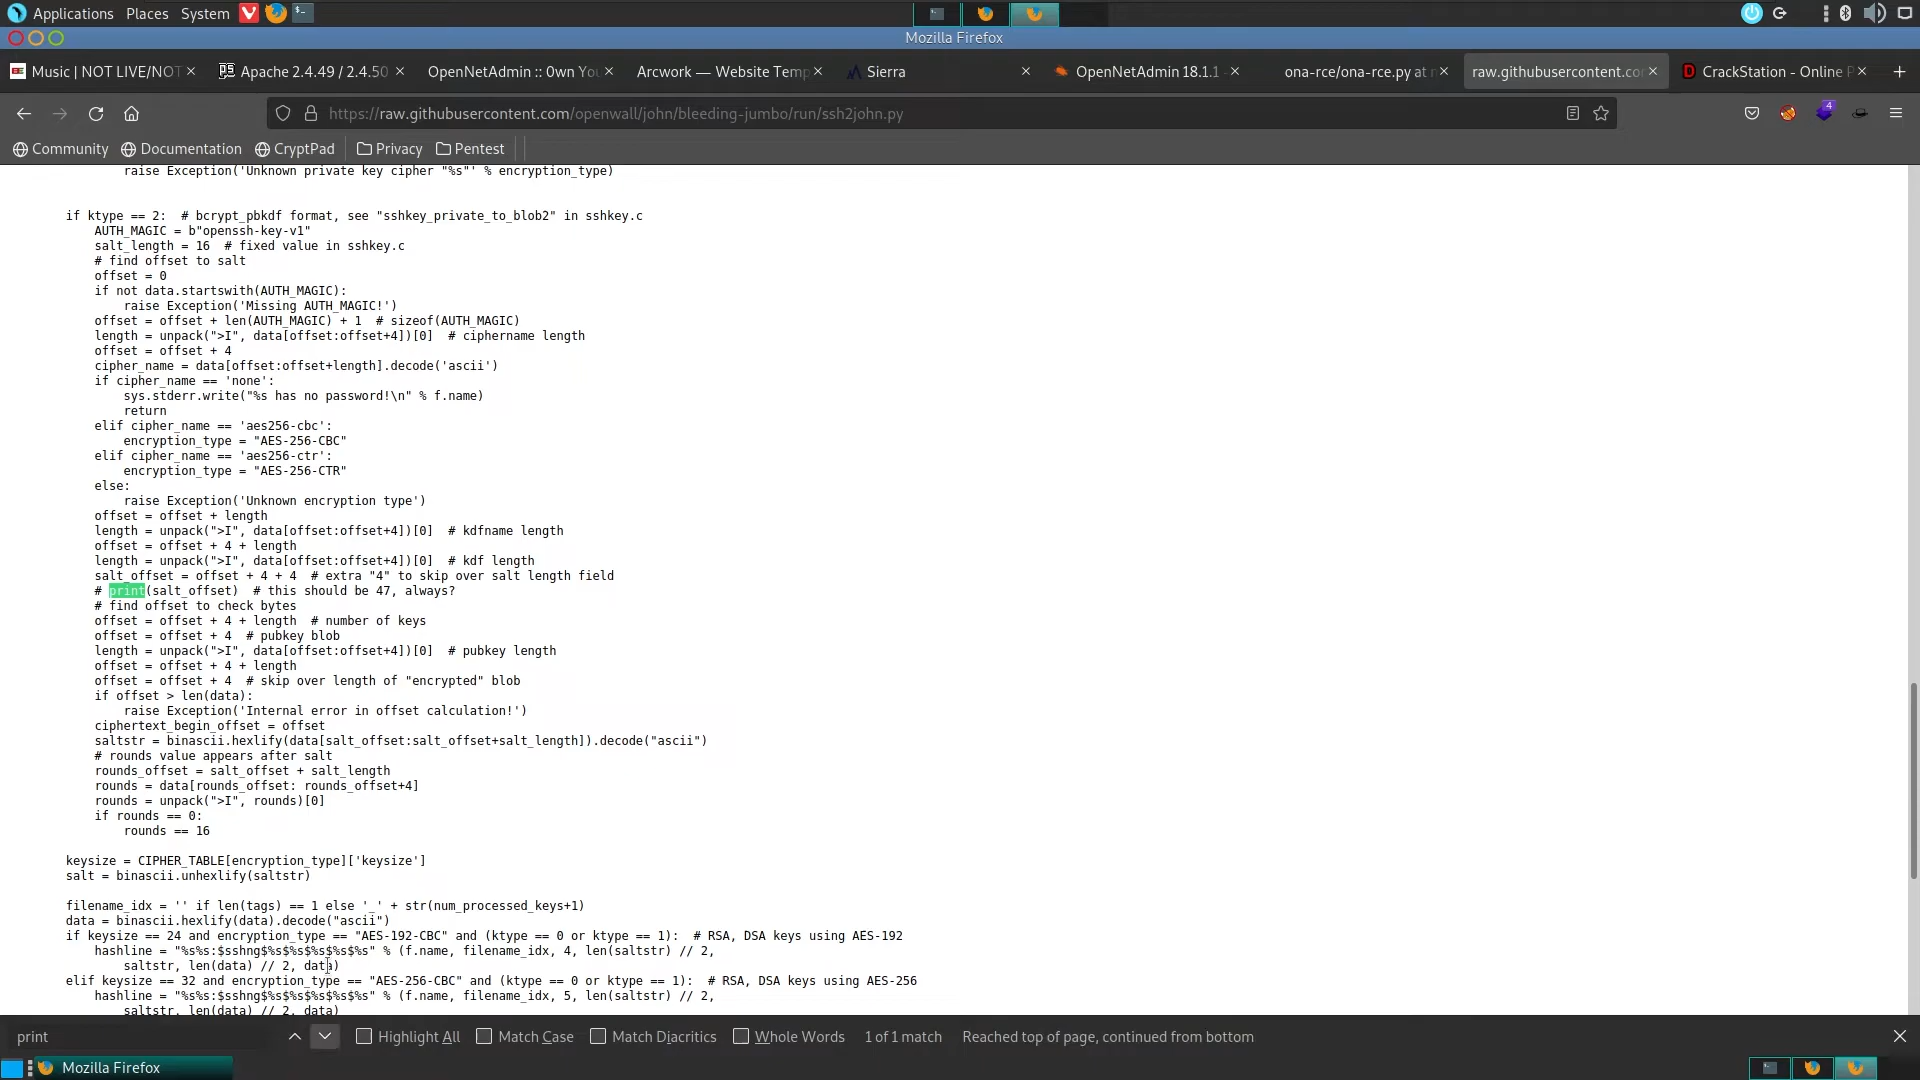 Applications Places System
Mozilla Firefox
Music | NOT LIVE/NOT
Apache 2.4.49 / 2.4.50
OpenNetAdmin :: 0wn You
Arcwork — Website Temp
Sierra
OpenNetAdmin 18.1.1 -
ona-rce/ona-rce.py at
raw.githubusercontent.co
CrackStation - Online P
https://raw.githubusercontent.com/openwall/john/bleeding-jumbo/run/ssh2john.py
4
Community Documentation CryptPad Privacy Pentest
raise Exception('Unknown private key cipher "%s"' % encryption_type)
if ktype == 2:  # bcrypt_pbkdf format, see "sshkey_private_to_blob2" in sshkey.c
AUTH_MAGIC = b"openssh-key-v1"
salt_length = 16  # fixed value in sshkey.c
# find offset to salt
offset = 0
if not data.startswith(AUTH_MAGIC):
raise Exception('Missing AUTH_MAGIC!')
offset = offset + len(AUTH_MAGIC) + 1  # sizeof(AUTH_MAGIC)
length = unpack(">I", data[offset:offset+4])[0]  # ciphername length
offset = offset + 4
cipher_name = data[offset:offset+length].decode('ascii')
if cipher_name == 'none':
sys.stderr.write("%s has no password!\n" % f.name)
return
elif cipher_name == 'aes256-cbc':
encryption_type = "AES-256-CBC"
elif cipher_name == 'aes256-ctr':
encryption_type = "AES-256-CTR"
else:
raise Exception('Unknown encryption type')
offset = offset + length
length = unpack(">I", data[offset:offset+4])[0]  # kdfname length
offset = offset + 4 + length
length = unpack(">I", data[offset:offset+4])[0]  # kdf length
salt_offset = offset + 4 + 4  # extra "4" to skip over salt length field
# print(salt_offset)  # this should be 47, always?
# find offset to check bytes
offset = offset + 4 + length  # number of keys
offset = offset + 4  # pubkey blob
length = unpack(">I", data[offset:offset+4])[0]  # pubkey length
offset = offset + 4 + length
offset = offset + 4  # skip over length of "encrypted" blob
if offset > len(data):
raise Exception('Internal error in offset calculation!')
ciphertext_begin_offset = offset
saltstr = binascii.hexlify(data[salt_offset:salt_offset+salt_length]).decode("ascii")
# rounds value appears after salt
rounds_offset = salt_offset + salt_length
rounds = data[rounds_offset: rounds_offset+4]
rounds = unpack(">I", rounds)[0]
if rounds == 0:
rounds == 16
keysize = CIPHER_TABLE[encryption_type]['keysize']
salt = binascii.unhexlify(saltstr)
filename_idx = '' if len(tags) == 1 else '_' + str(num_processed_keys+1)
data = binascii.hexlify(data).decode("ascii")
if keysize == 24 and encryption_type == "AES-192-CBC" and (ktype == 0 or ktype == 1):  # RSA, DSA keys using AES-192
hashline = "%s%s:$sshng$%s$%s$%s$%s$%s" % (f.name, filename_idx, 4, len(saltstr) // 2,
saltstr, len(data) // 2, data)
elif keysize == 32 and encryption_type == "AES-256-CBC" and (ktype == 0 or ktype == 1):  # RSA, DSA keys using AES-256
hashline = "%s%s:$sshng$%s$%s$%s$%s$%s" % (f.name, filename_idx, 5, len(saltstr) // 2,
saltstr, len(data) // 2, data)
print
Highlight All Match Case Match Diacritics Whole Words 1 of 1 match Reached top of page, continued from bottom
Mozilla Firefox